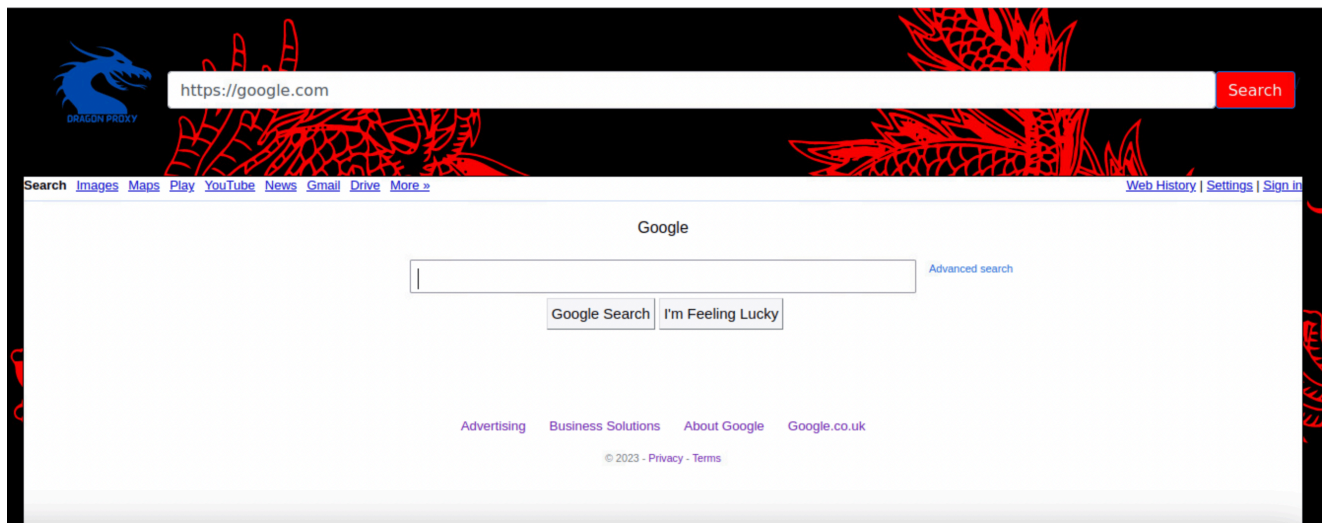 DRAGON PROXY
https://google.com Search
Search Images Maps Play YouTube News Gmail Drive More » Web History | Settings | Sign in
Google
Advanced search
Google Search I'm Feeling Lucky
Advertising Business Solutions About Google Google.co.uk
© 2023 - Privacy - Terms